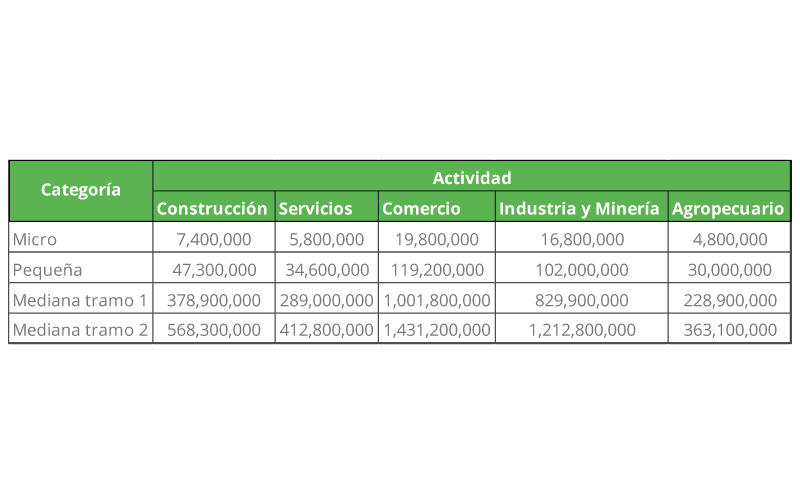 Categoría Actividad
Construcción Servicios Comercio Industria y Minería Agropecuario
Micro 7,400,000 5,800,000 19,800,000 16,800,000 4,800,000
Pequeña 47,300,000 34,600,000 119,200,000 102,000,000 30,000,000
Mediana tramo 1 378,900,000 289,000,000 1,001,800,000 829,900,000 228,900,000
Mediana tramo 2 568,300,000 412,800,000 1,431,200,000 1,212,800,000 363,100,000